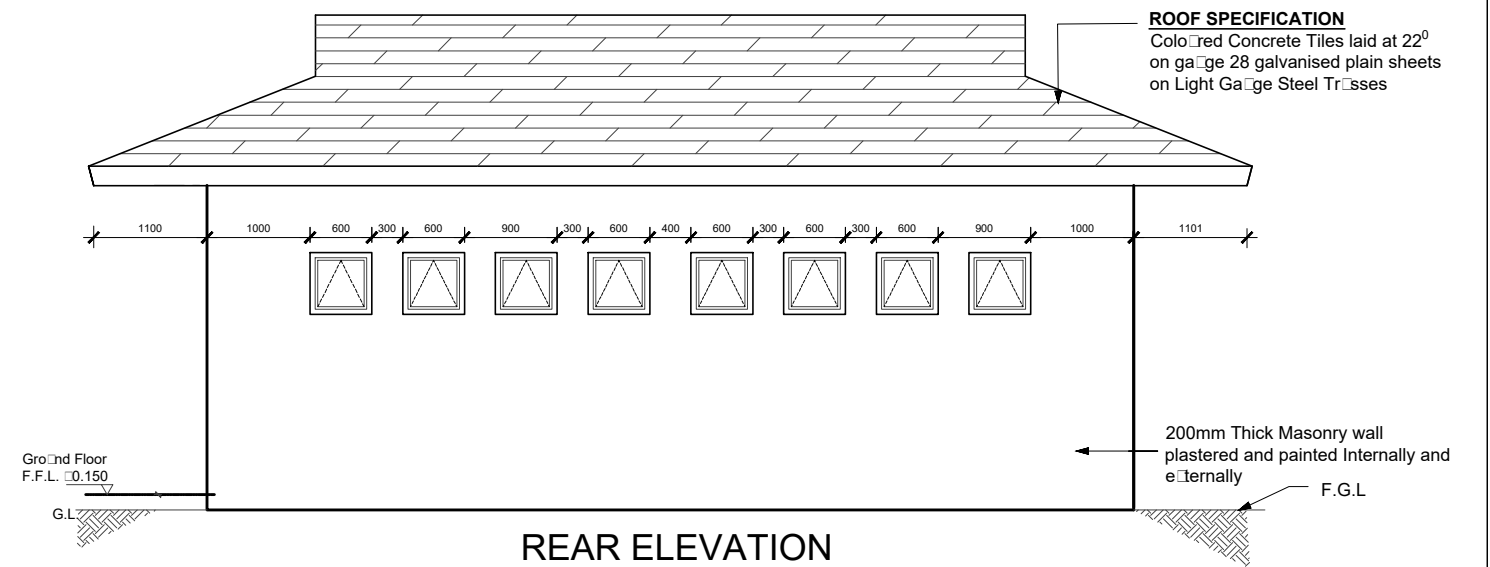 ROOF SPECIFICATION
Colo□red Concrete Tiles laid at 22⁰
on ga□ge 28 galvanised plain sheets
on Light Ga□ge Steel Tr□sses
1100 1000 600 300 600 900 300 600 400 600 300 600 300 600 900 1000 1101
200mm Thick Masonry wall
plastered and painted Internally and
e□ternally
F.G.L
Gro□nd Floor
F.F.L. □0.150
G.L
REAR ELEVATION